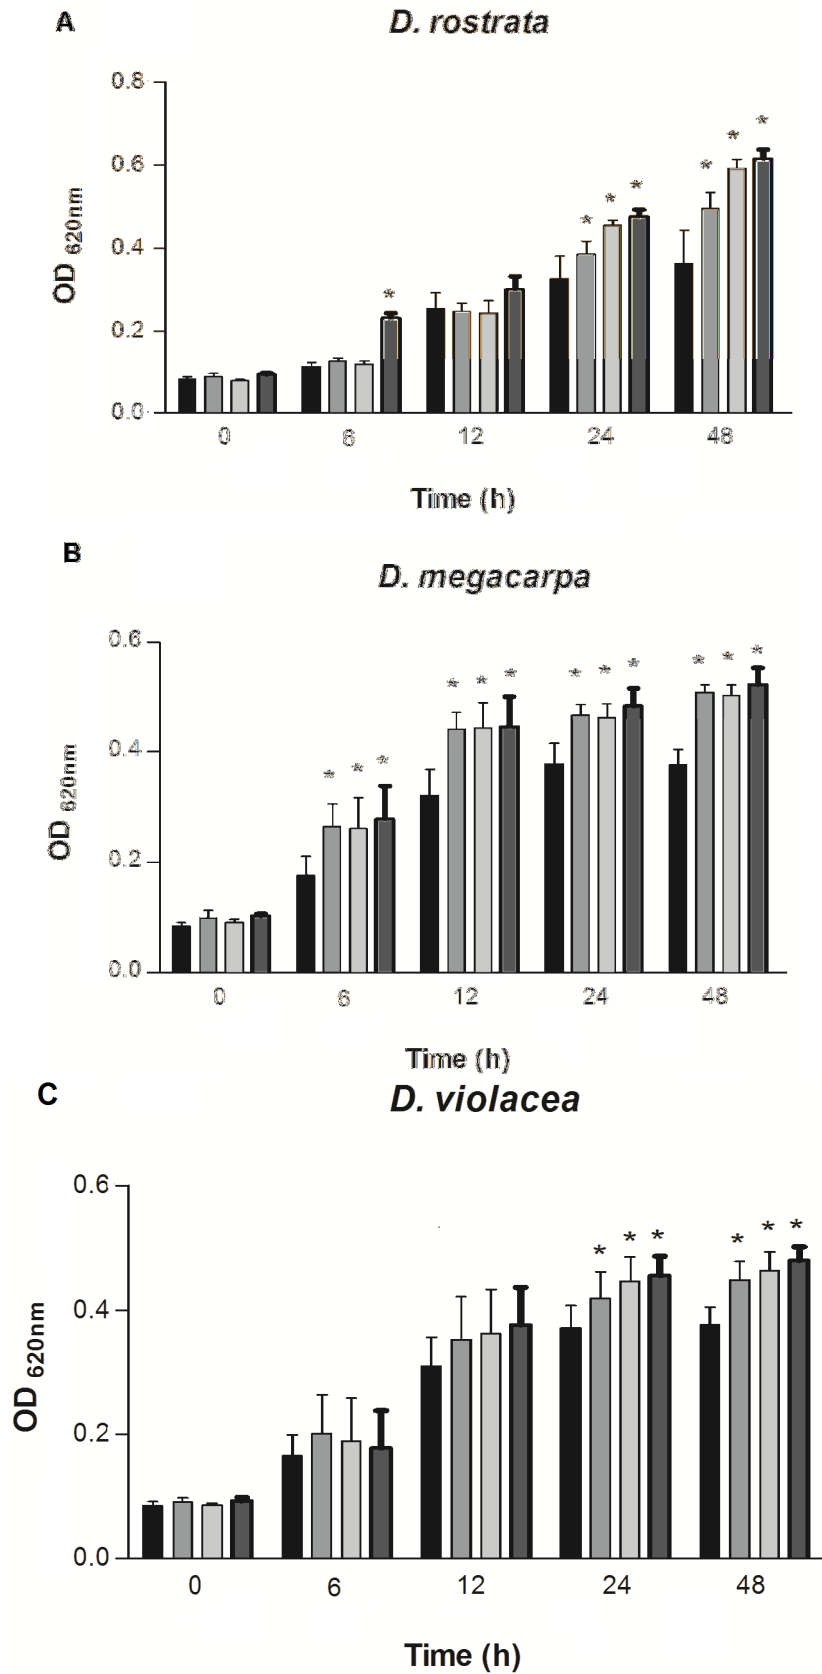 A
D. rostrata
0.8
0.6
0.4
0.2
0.0
OD 620nm
* * * * * * *
0 6 12 24 48
Time (h)
B
D. megacarpa
0.6
0.4
0.2
0.0
OD 620nm
* * * * * * * * * * * *
0 6 12 24 48
Time (h)
C
D. violacea
0.6
0.4
0.2
0.0
OD 620nm
* * * * * *
0 6 12 24 48
Time (h)